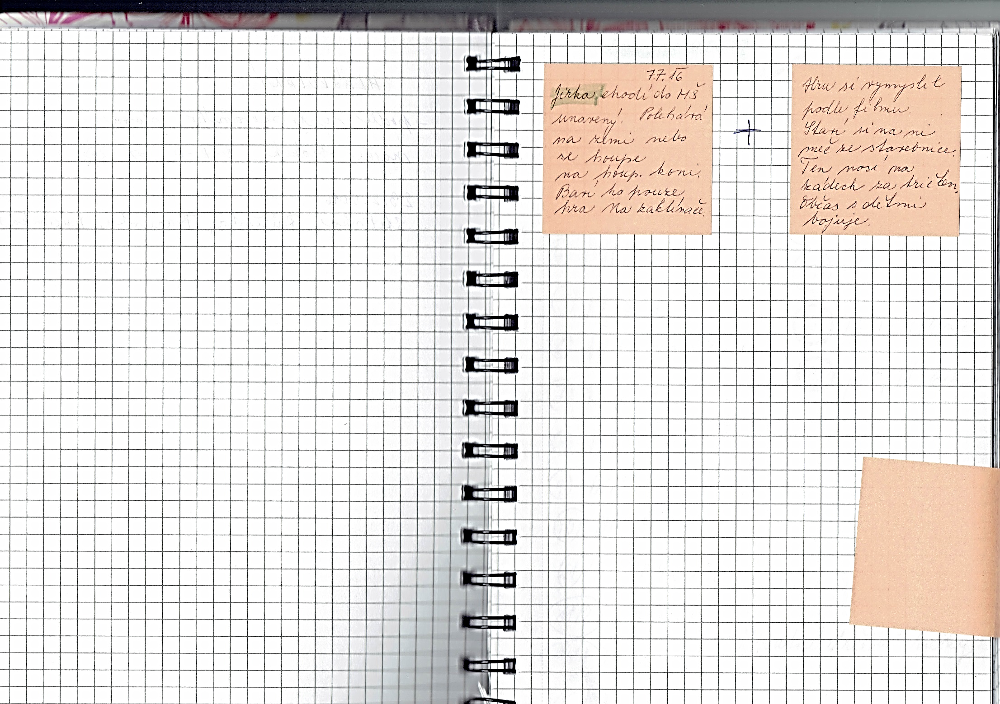 7.7. 16
Jirka, chodí do MŠ
unavený. Polehává
na zemi nebo
se houpe
na houp. koni.
Baví ho pouze
hra Na zaklínače.
+
Hru si vymyslel
podle filmu.
Staví si na ni
meč ze stavebnice.
Ten nosí na
zádech za tričkem.
Občas s dětmi
bojuje.